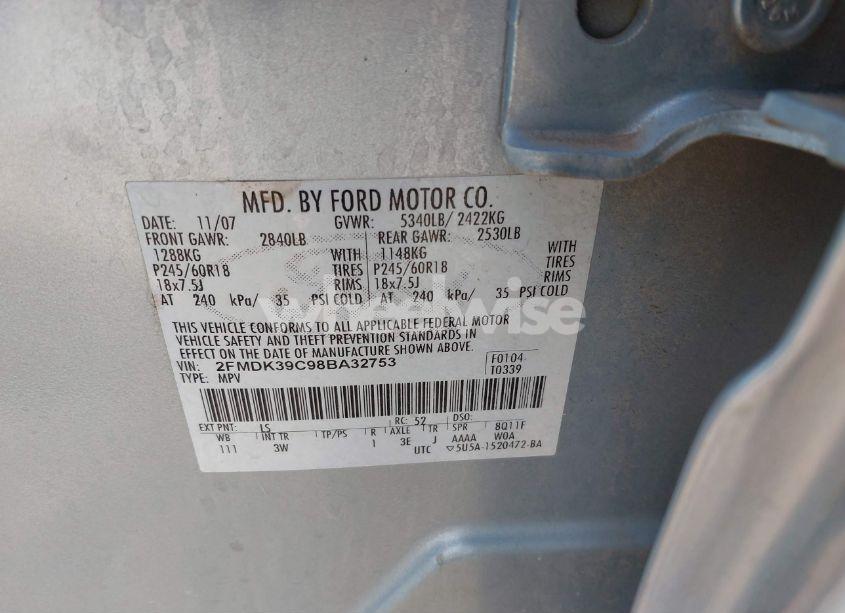 MFD. BY FORD MOTOR CO.
DATE: 11/07 GVWR: 5340LB/ 2422KG
FRONT GAWR: 2840LB REAR GAWR: 2530LB
1288KG WITH 1148KG WITH
P245/60R18 TIRES P245/60R18 TIRES
18x7.5J RIMS 18x7.5J RIMS
AT 240 kPa/ 35 PSI COLD AT 240 kPa/ 35 PSI COLD
wheelwise
THIS VEHICLE CONFORMS TO ALL APPLICABLE FEDERAL MOTOR
VEHICLE SAFETY AND THEFT PREVENTION STANDARDS IN
EFFECT ON THE DATE OF MANUFACTURE SHOWN ABOVE.
VIN: 2FMDK39C98BA32753 F0104
TYPE: MPV T0339
EXT PNT: LS RC: 52 DSO:
WB INT TR TP/PS R AXLE TR SPR 8Q11F
111 3W 1 3E J AAAA W0A
UTC ▽5U5A-1520472-BA